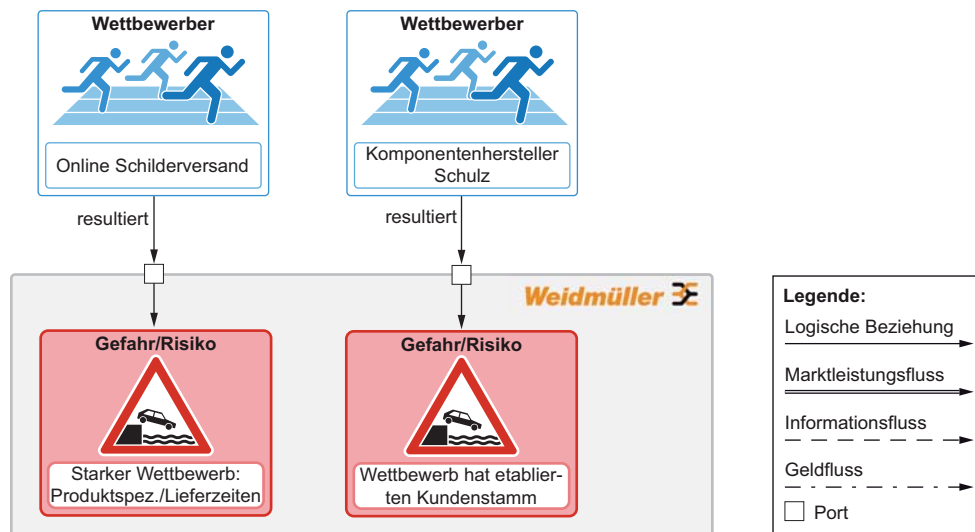 Wettbewerber
Online Schilderversand
Wettbewerber
Komponentenhersteller
Schulz
resultiert
resultiert
Weidmüller
Gefahr/Risiko
Starker Wettbewerb:
Produktspez./Lieferzeiten
Gefahr/Risiko
Wettbewerb hat etablier-
ten Kundenstamm
Legende:
Logische Beziehung
Marktleistungsfluss
Informationsfluss
Geldfluss
Port